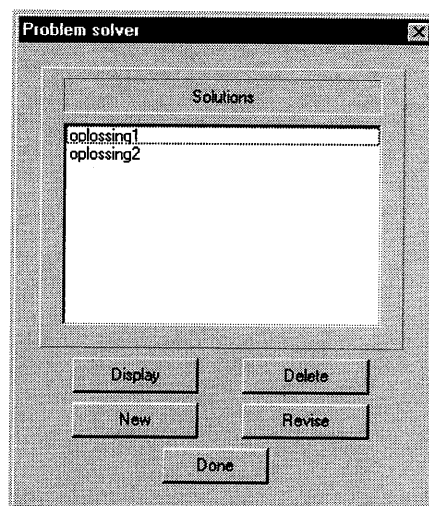 Problem solver
Solutions
oplossing1
oplossing2
Display Delete
New Revise
Done